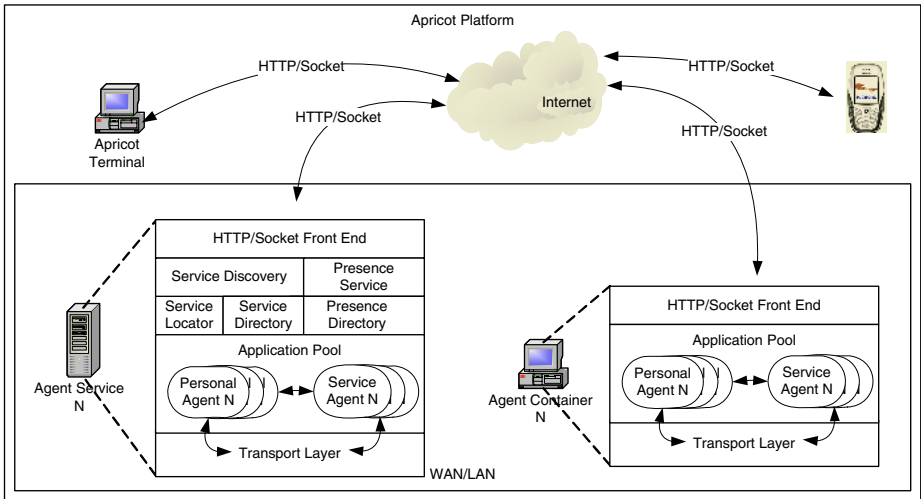 Apricot Platform
HTTP/Socket
HTTP/Socket
Internet
HTTP/Socket
HTTP/Socket
Apricot
Terminal
HTTP/Socket Front End
Service Discovery
Presence
Service
Service
Locator
Service
Directory
Presence
Directory
Application Pool
Personal
Agent N
Service
Agent N
Transport Layer
Agent Service
N
HTTP/Socket Front End
Application Pool
Personal
Agent N
Service
Agent N
Transport Layer
Agent Container
N
WAN/LAN